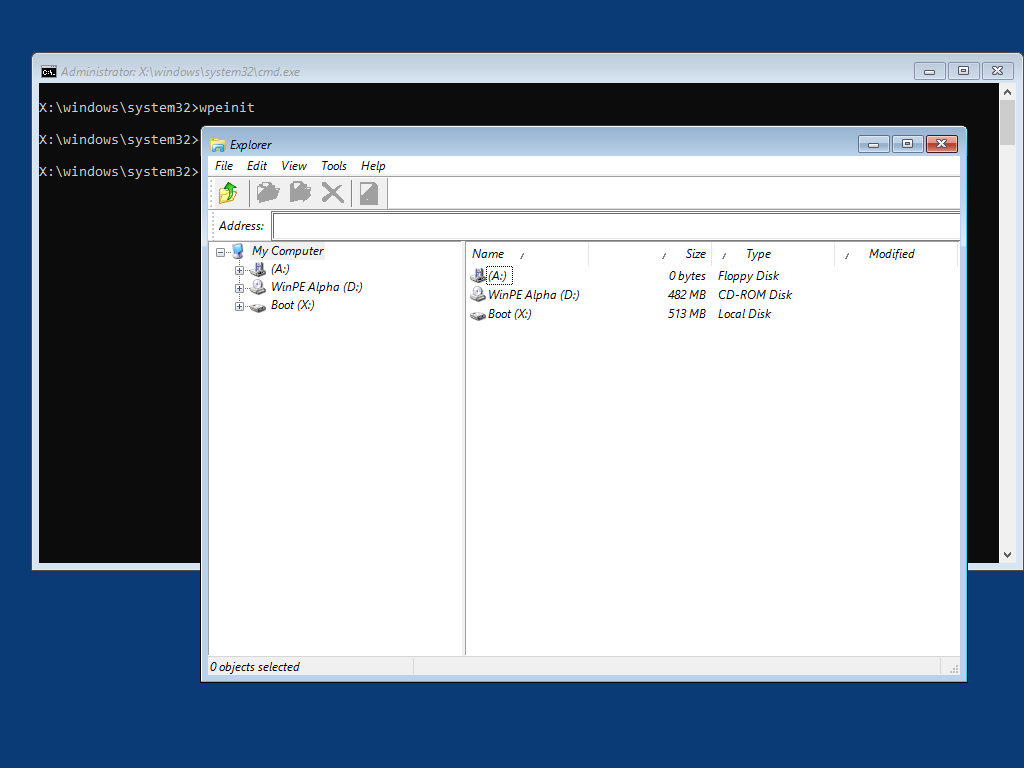 Administrator: X:\windows\system32\cmd.exe
X:\windows\system32>wpeinit
X:\windows\system32>
X:\windows\system32>
Explorer
File Edit View Tools Help
Address:
My Computer
(A:)
WinPE Alpha (D:)
Boot (X:)
Name Size Type Modified
(A:) 0 bytes Floppy Disk
WinPE Alpha (D:) 482 MB CD-ROM Disk
Boot (X:) 513 MB Local Disk
0 objects selected